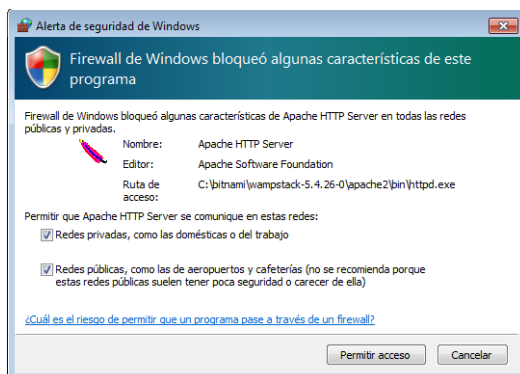 Alerta de seguridad de Windows
Firewall de Windows bloqueó algunas características de este
programa
Firewall de Windows bloqueó algunas características de Apache HTTP Server en todas las redes
públicas y privadas.
Nombre: Apache HTTP Server
Editor: Apache Software Foundation
Ruta de acceso: C:\bitnami\wampstack-5.4.26-0\apache2\bin\httpd.exe
Permitir que Apache HTTP Server se comunique en estas redes:
Redes privadas, como las domésticas o del trabajo
Redes públicas, como las de aeropuertos y cafeterías (no se recomienda porque
estas redes públicas suelen tener poca seguridad o carecer de ella)
¿Cuál es el riesgo de permitir que un programa pase a través de un firewall?
Permitir acceso Cancelar